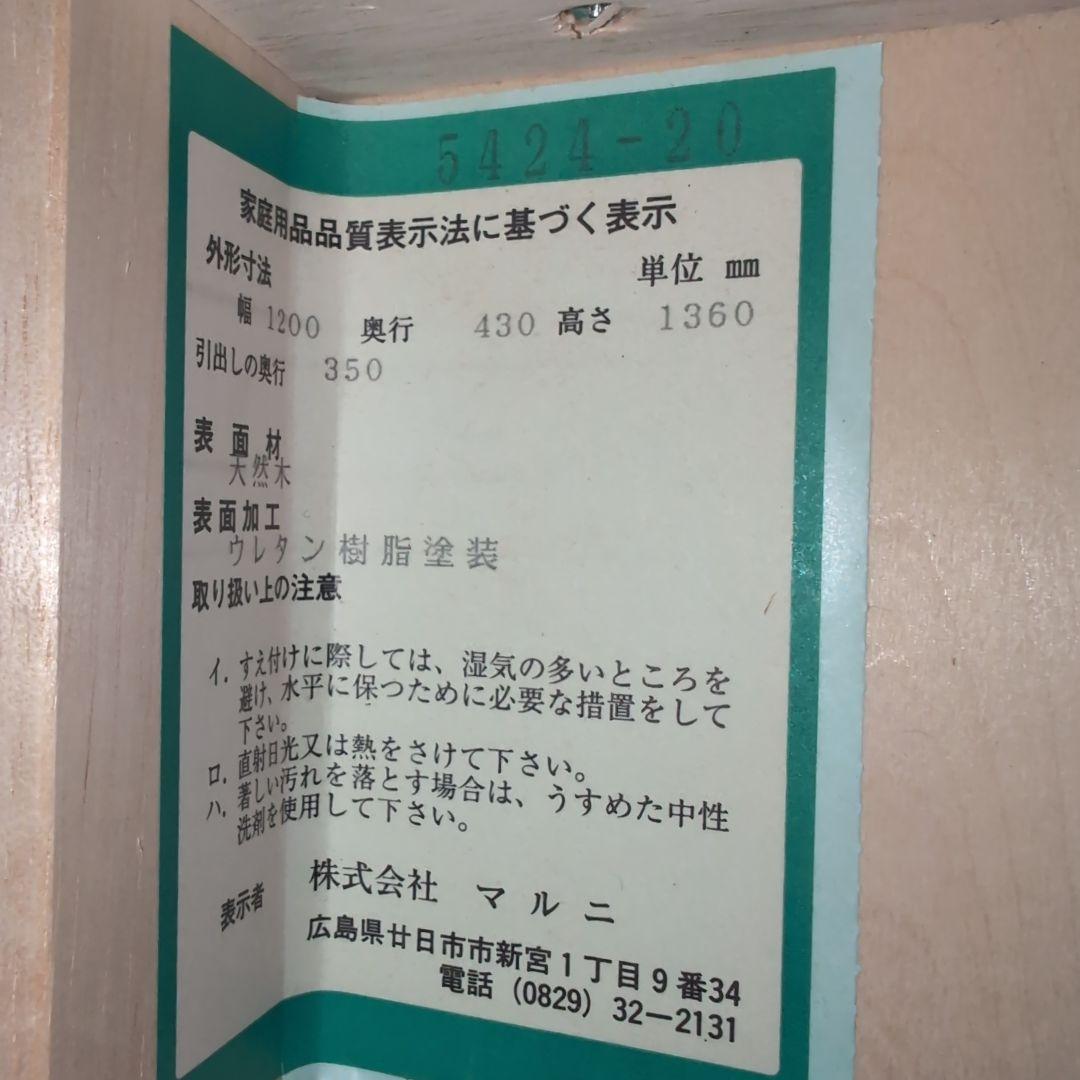 5424-20
家庭用品品質表示法に基づく表示
外形寸法 単位 mm
幅 1200 奥行 430 高さ 1360
引出しの奥行 350
表面材
天然木
表面加工
ウレタン樹脂塗装
取り扱い上の注意
イ. すえ付けに際しては、湿気の多いところを
避け、水平に保つために必要な措置をして
下さい。
ロ. 直射日光又は熱をさけて下さい。
ハ. 著しい汚れを落とす場合は、うすめた中性
洗剤を使用して下さい。
表示者 株式会社 マルニ
広島県廿日市市新宮1丁目9番34
電話 (0829) 32-2131